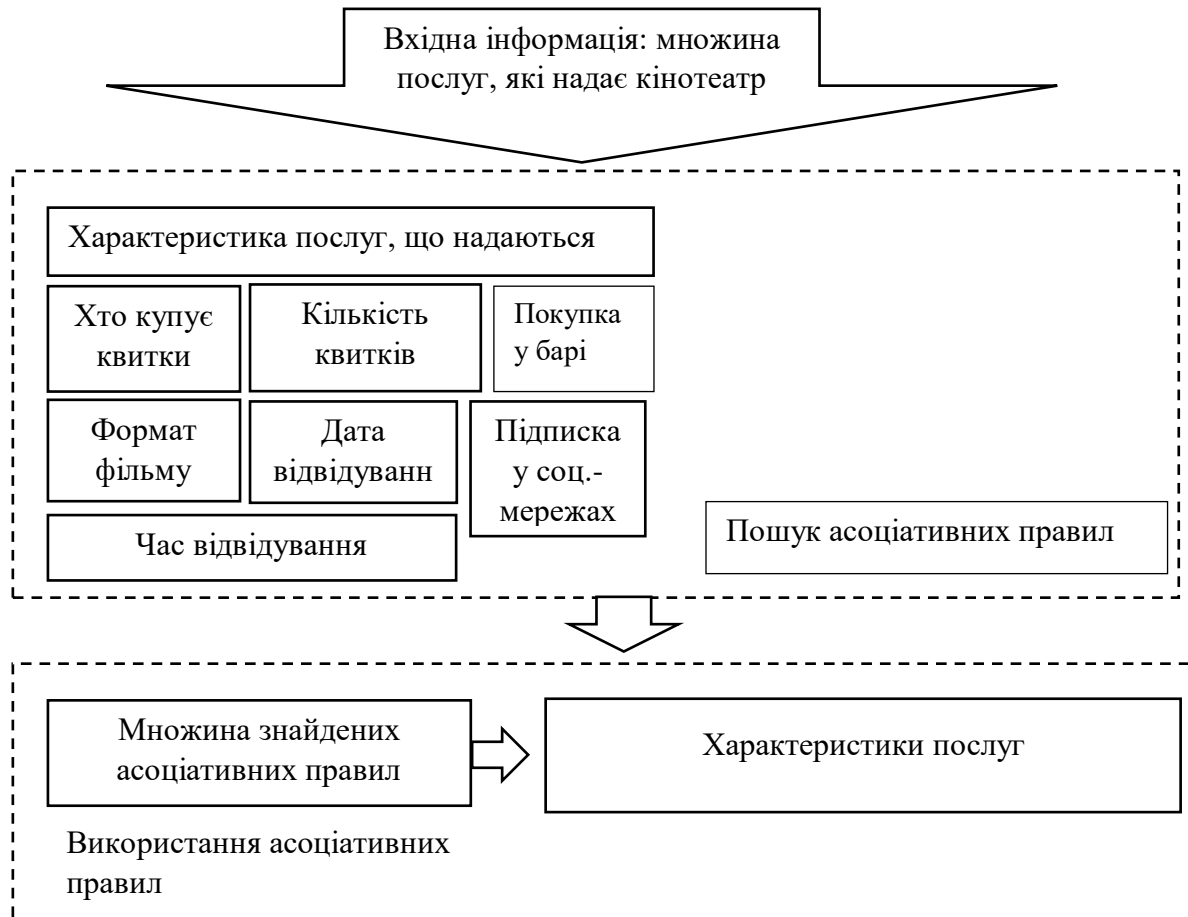 Вхідна інформація: множина
послуг, які надає кінотеатр
Характеристика послуг, що надаються
Хто купує
квитки
Кількість
квитків
Покупка
у барі
Формат
фільму
Дата
відвідуванн
Підписка
у соц.-
мережах
Час відвідування
Пошук асоціативних правил
Множина знайдених
асоціативних правил
Характеристики послуг
Використання асоціативних
правил